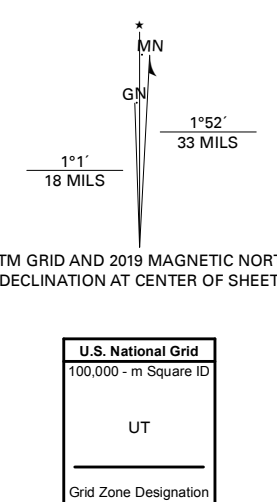 ★
MN
GN
1°52´
33 MILS
1°1´
18 MILS
TM GRID AND 2019 MAGNETIC NORT
DECLINATION AT CENTER OF SHEET
U.S. National Grid
100,000 - m Square ID
UT
Grid Zone Designation